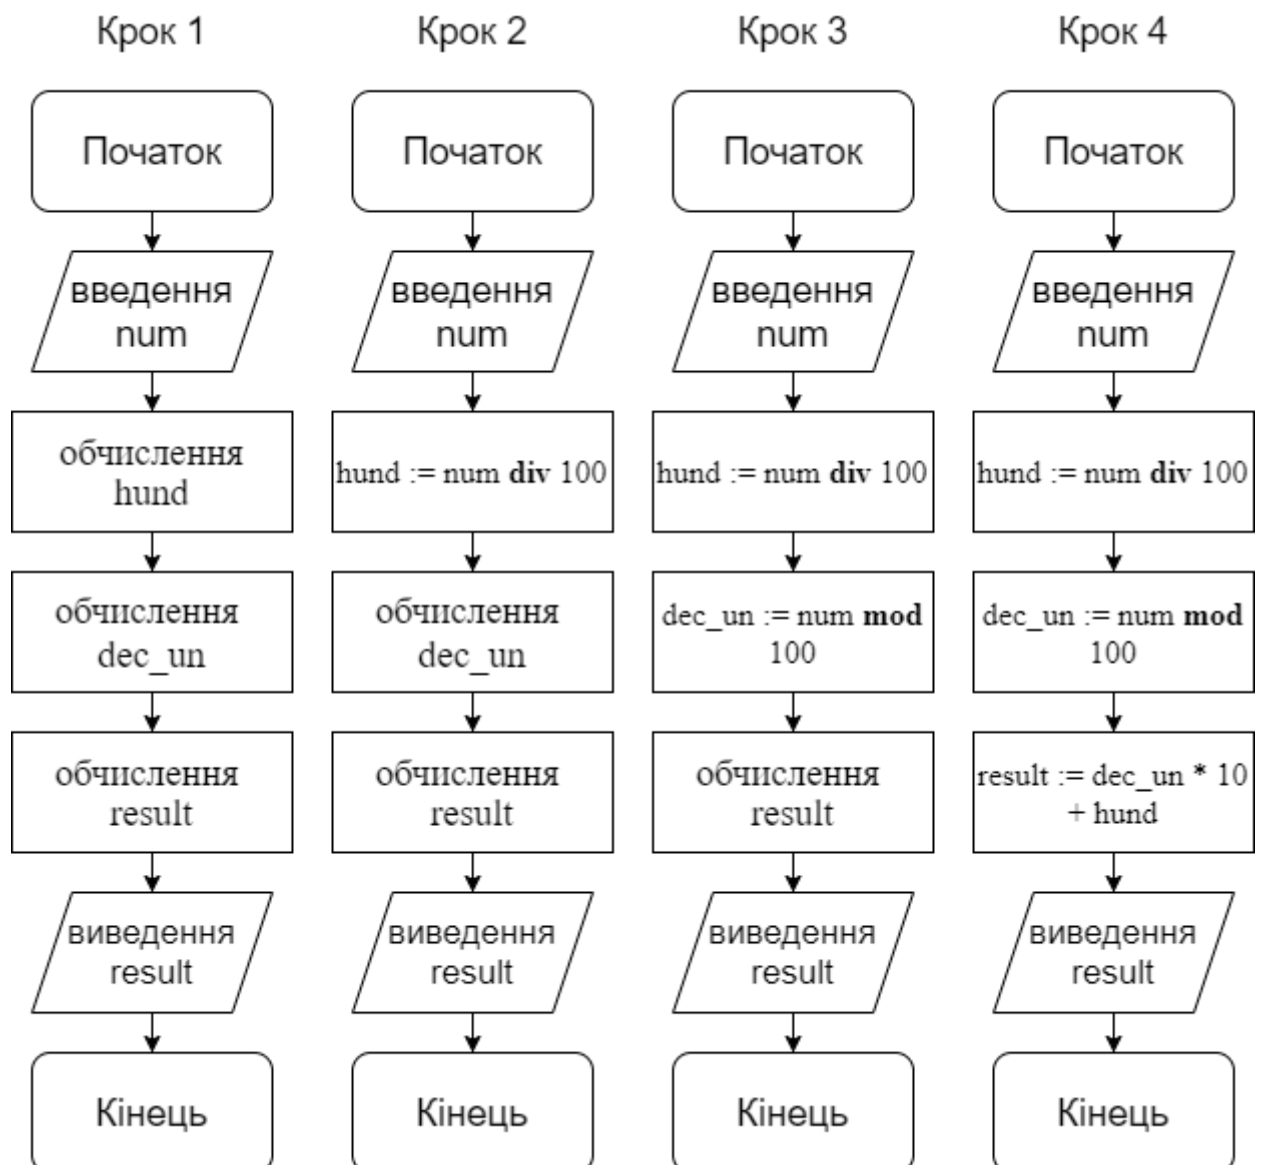 Крок 1
Початок
введення
num
обчислення
hund
обчислення
dec_un
обчислення
result
виведення
result
Кінець
Крок 2
Початок
введення
num
hund := num div 100
обчислення
dec_un
обчислення
result
виведення
result
Кінець
Крок 3
Початок
введення
num
hund := num div 100
dec_un := num mod
100
обчислення
result
виведення
result
Кінець
Крок 4
Початок
введення
num
hund := num div 100
dec_un := num mod
100
result := dec_un * 10
+ hund
виведення
result
Кінець